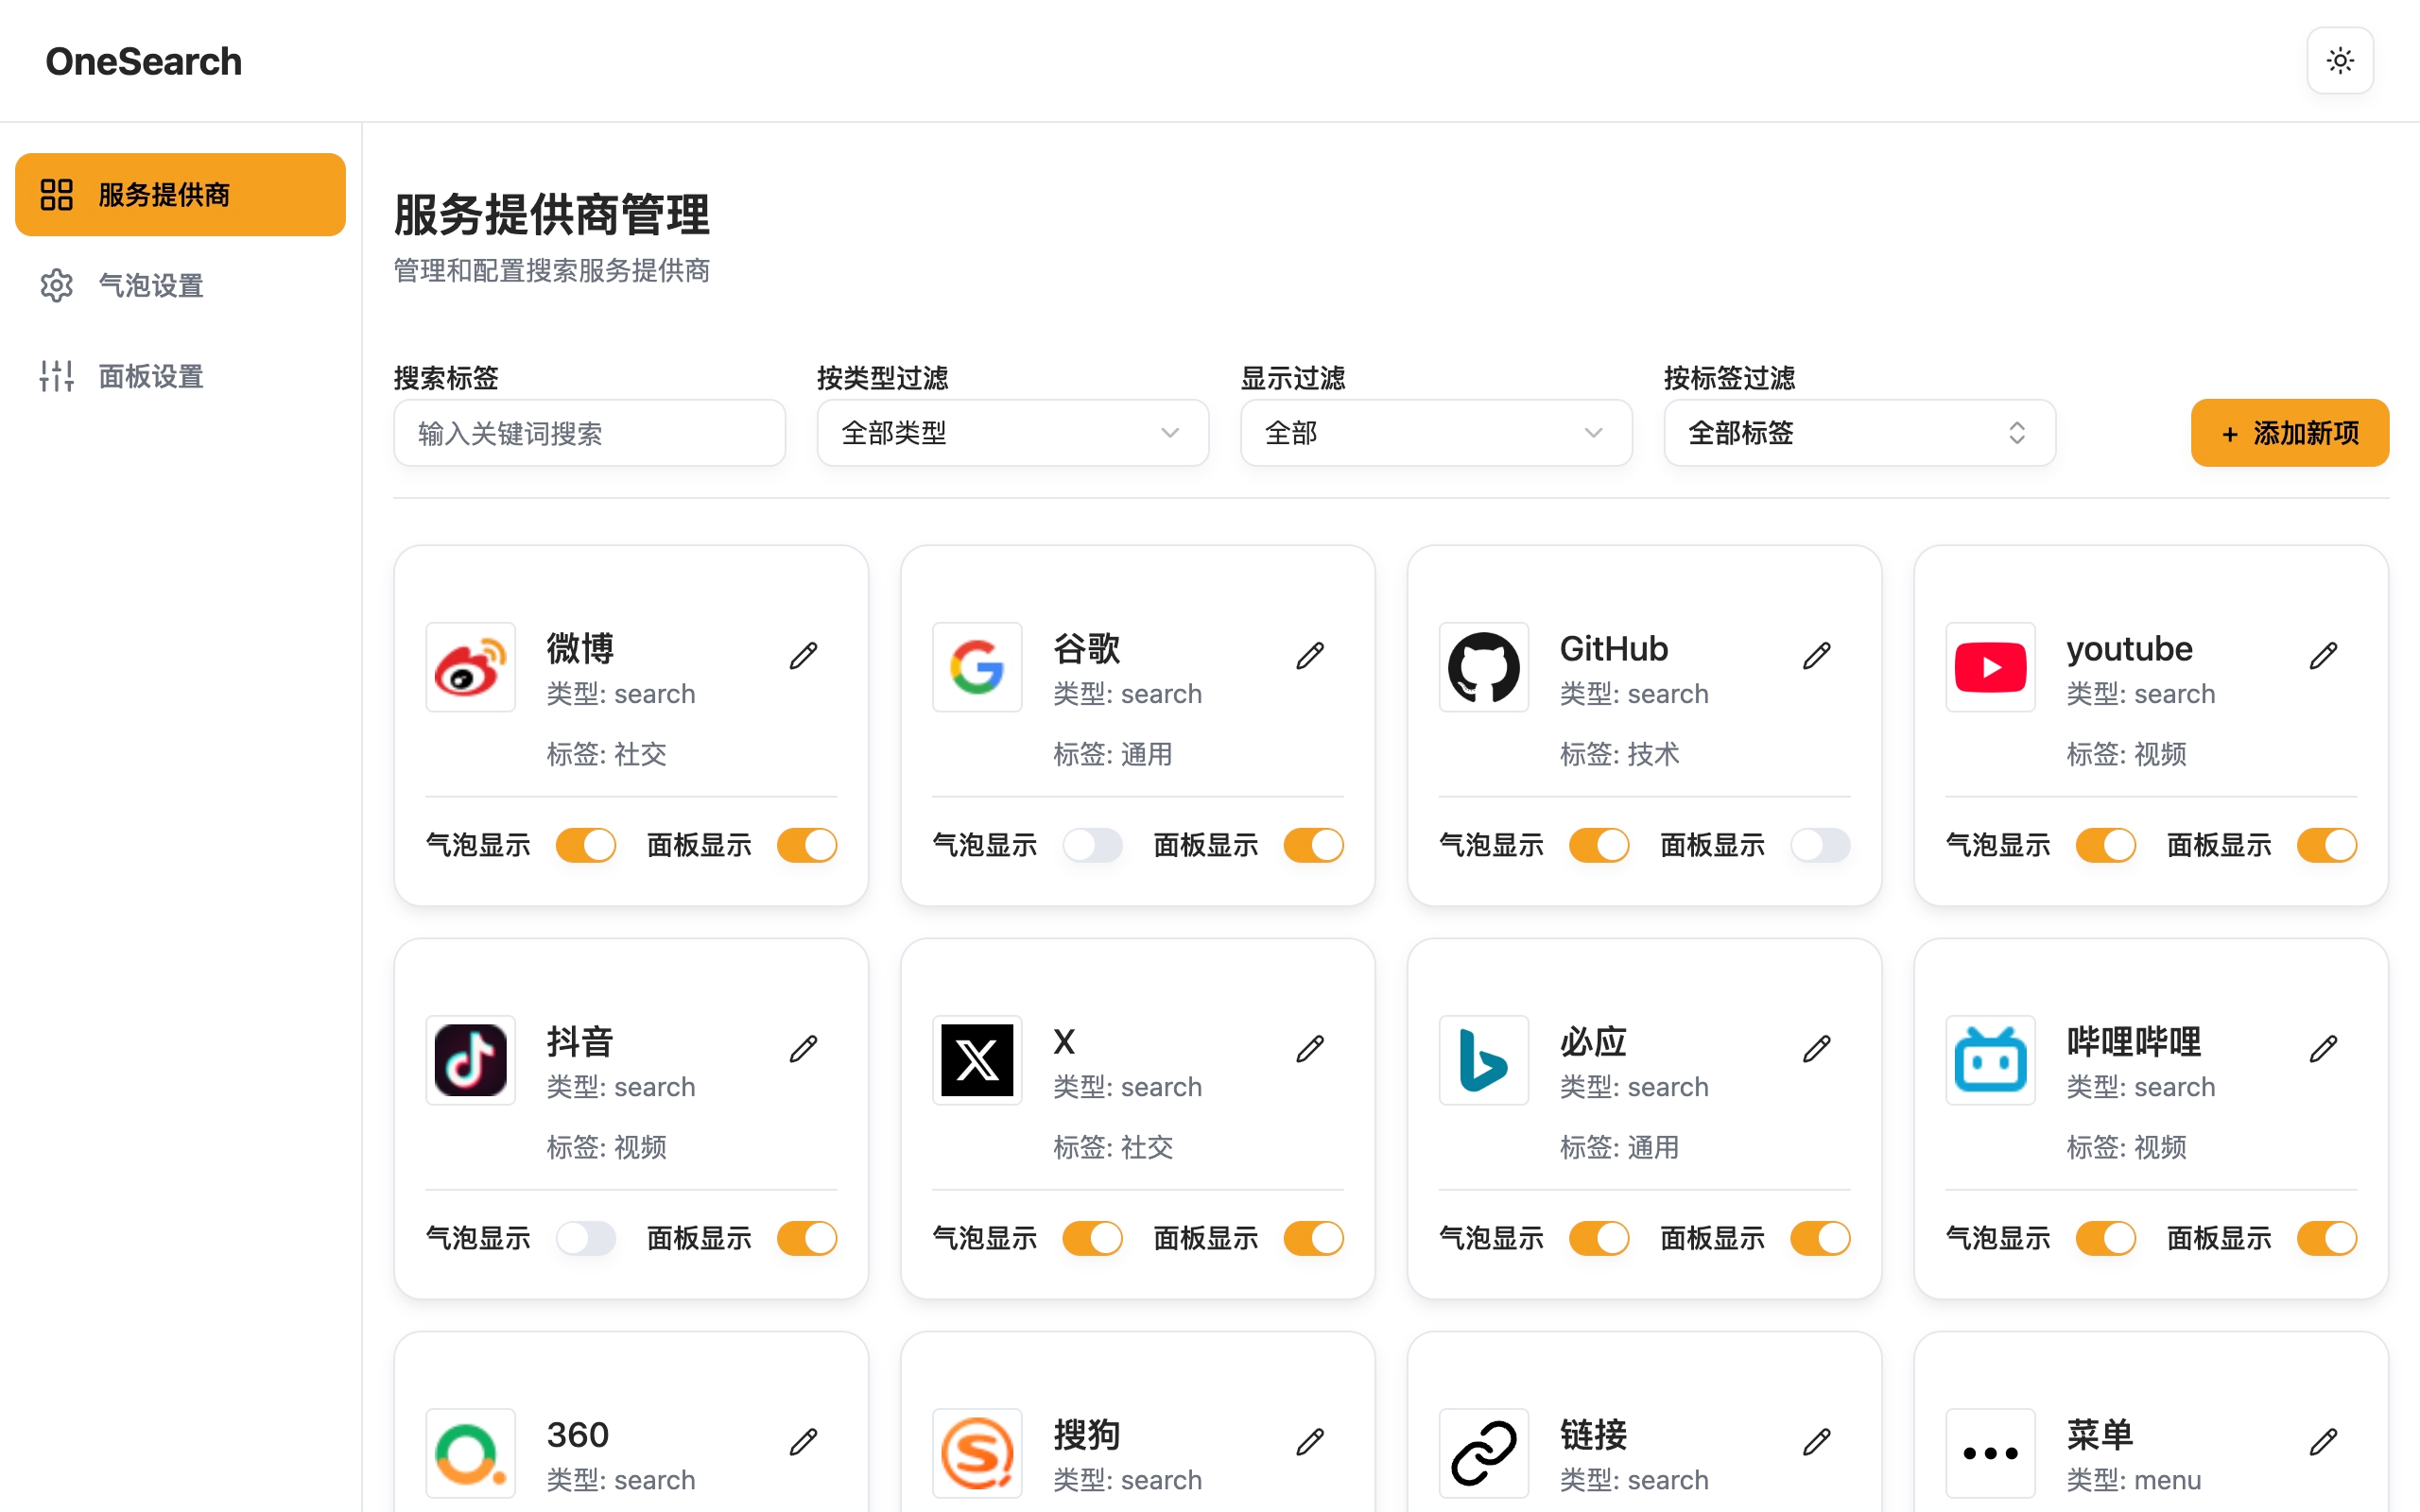 OneSearch
服务提供商
气泡设置
面板设置
服务提供商管理
管理和配置搜索服务提供商
搜索标签 按类型过滤 显示过滤 按标签过滤
输入关键词搜索 全部类型 全部 全部标签 + 添加新项
微博 谷歌 GitHub youtube
类型: search 类型: search 类型: search 类型: search
标签: 社交 标签: 通用 标签: 技术 标签: 视频
气泡显示 面板显示 气泡显示 面板显示 气泡显示 面板显示 气泡显示 面板显示
抖音 X 必应 哔哩哔哩
类型: search 类型: search 类型: search 类型: search
标签: 视频 标签: 社交 标签: 通用 标签: 视频
气泡显示 面板显示 气泡显示 面板显示 气泡显示 面板显示 气泡显示 面板显示
360 搜狗 链接 菜单
类型: search 类型: search 类型: search 类型: menu